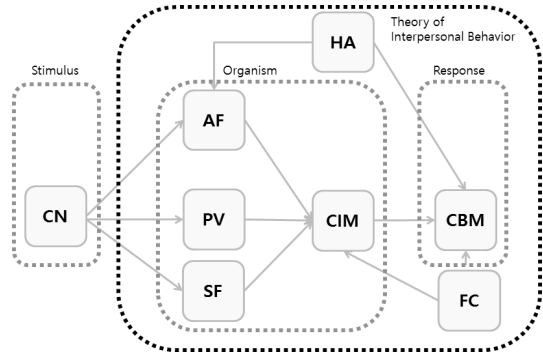 Theory of
Interpersonal Behavior
HA
Stimulus
Organism
Response
AF
CN
PV
CIM
CBM
SF
FC